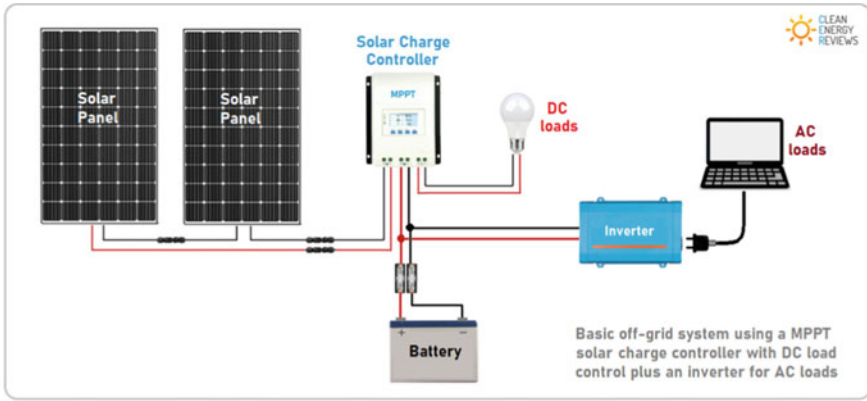 CLEAN
ENERGY
REVIEWS
Solar Charge
Controller
MPPT
Solar
Panel
Solar
Panel
DC
loads
AC
loads
Inverter
+ −
Battery
Basic off-grid system using a MPPT
solar charge controller with DC load
control plus an inverter for AC loads